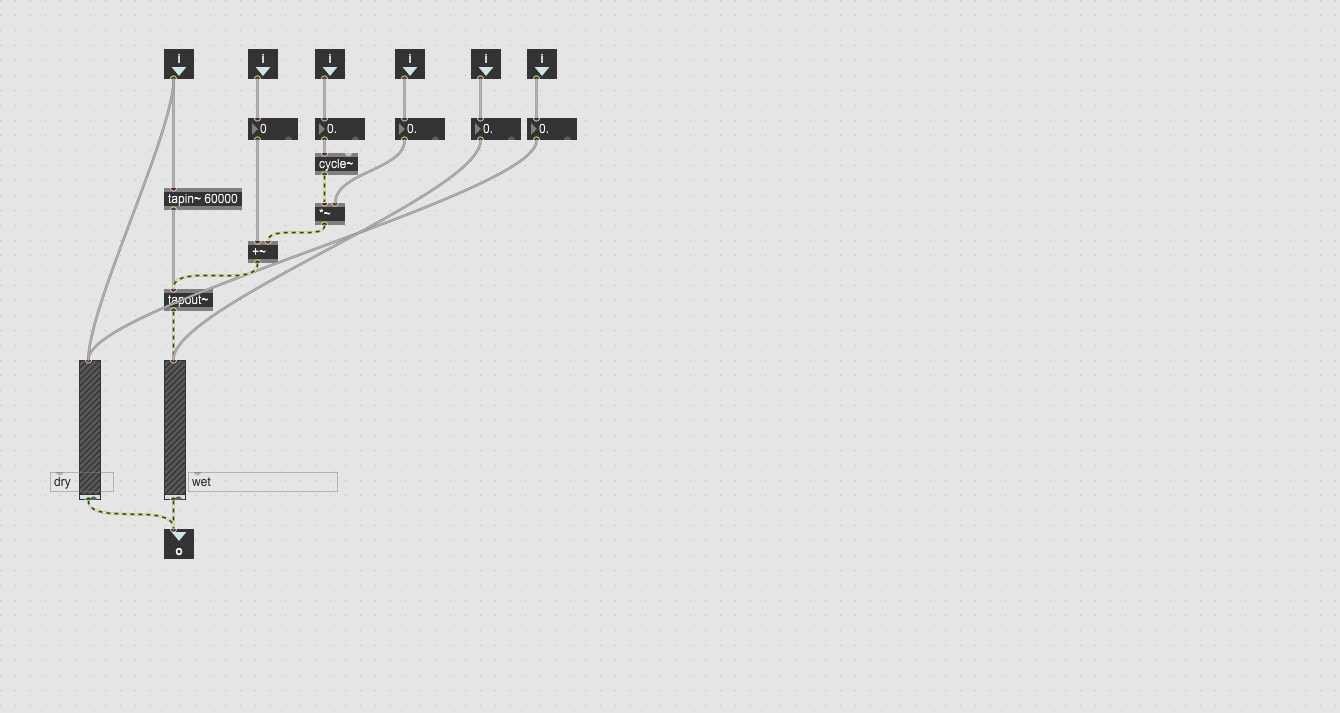 i i i i i i
0 0. 0. 0. 0.
cycle~
tapin~ 60000
*~
+~
tapout~
dry wet
o